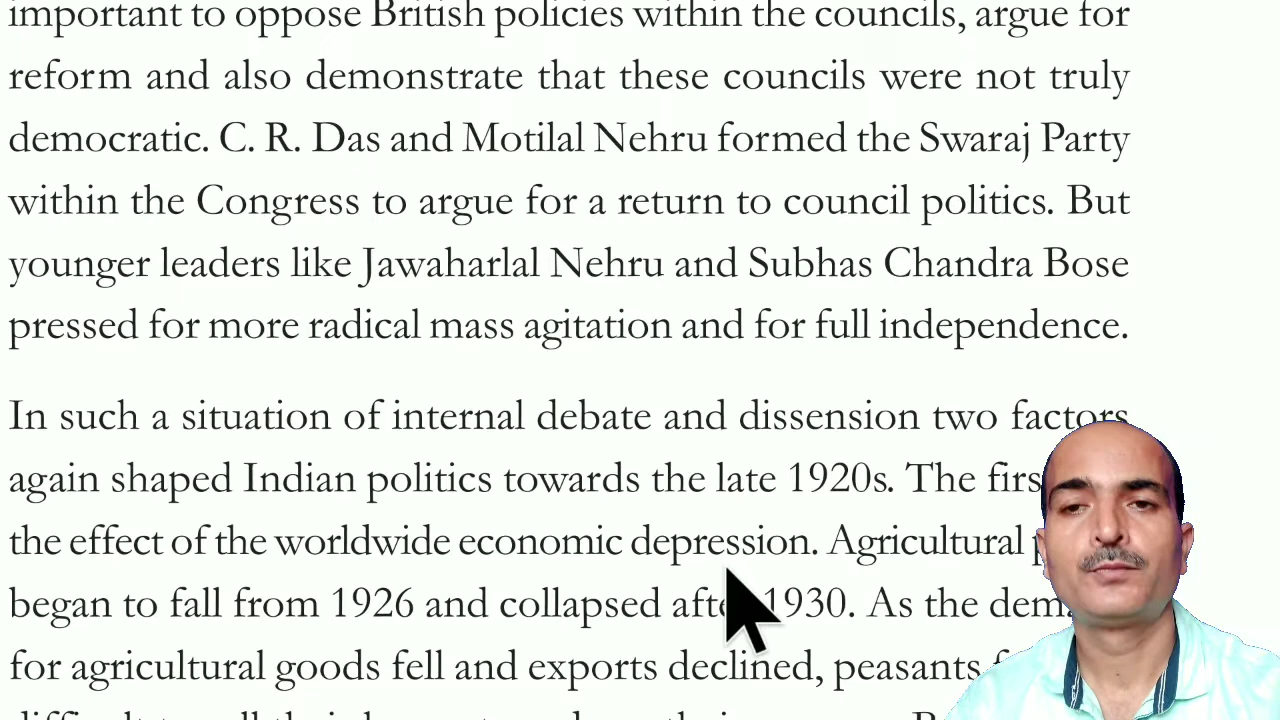 important to oppose British policies within the councils, argue for
reform and also demonstrate that these councils were not truly
democratic. C. R. Das and Motilal Nehru formed the Swaraj Party
within the Congress to argue for a return to council politics. But
younger leaders like Jawaharlal Nehru and Subhas Chandra Bose
pressed for more radical mass agitation and for full independence.
In such a situation of internal debate and dissension two factors
again shaped Indian politics towards the late 1920s. The
the effect of the worldwide economic depression. Agricultural
began to fall from 1926 and collapsed after 1930. As the
for agricultural goods fell and exports declined, peasants